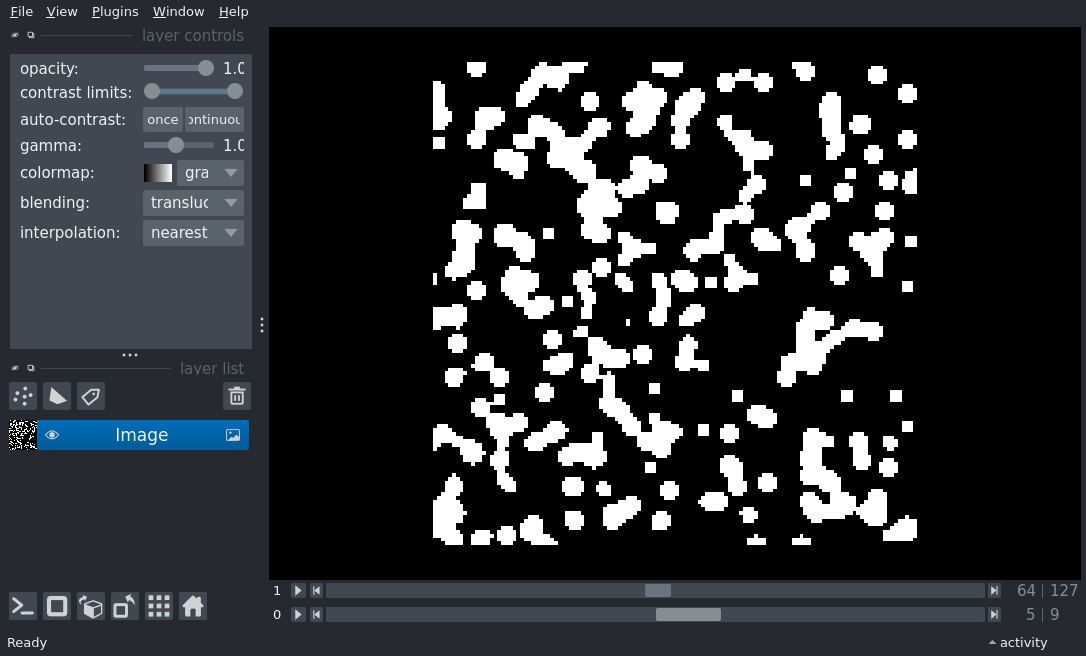 File View Plugins Window Help
layer controls
opacity: 1.0
contrast limits:
auto-contrast: once ontinuou
gamma: 1.0
colormap: gra
blending: transluc
interpolation: nearest
layer list
Image
1 64 | 127
0 5 | 9
Ready activity